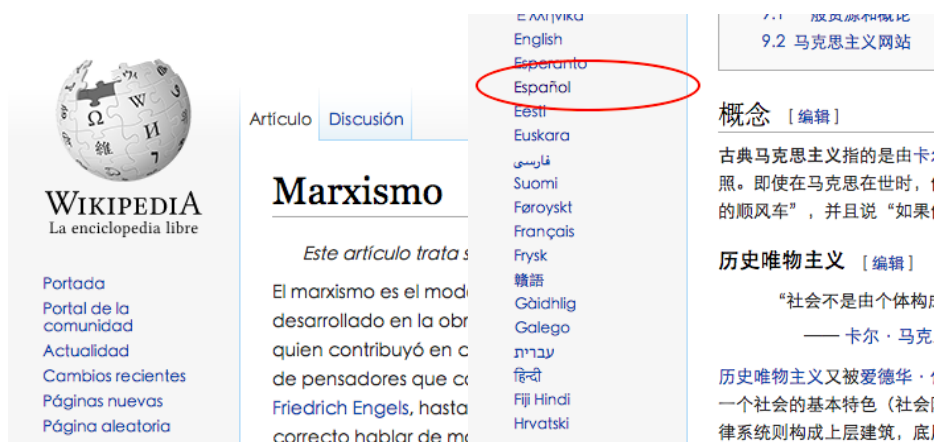 WIKIPEDIA
La enciclopedia libre
Portada
Portal de la
comunidad
Actualidad
Cambios recientes
Páginas nuevas
Página aleatoria
Artículo Discusión
Marxismo
Este artículo trata s
El marxismo es el mod
desarrollado en la obr
quien contribuyó en c
de pensadores que co
Friedrich Engels, hasta
correcto hablar de mo
Ελληνικά
English
Esperanto
Español
Eesti
Euskara
فارسی
Suomi
Føroyskt
Français
Frysk
贛語
Gàidhlig
Galego
עברית
हिन्दी
Fiji Hindi
Hrvatski
9.2 马克思主义网站
概念 [编辑]
古典马克思主义指的是由卡
照。即使在马克思在世时，
的顺风车”，并且说“如果
历史唯物主义 [编辑]
“社会不是由个体构
—— 卡尔 · 马克
历史唯物主义又被爱德华 ·
一个社会的基本特色（社会
律系统则构成上层建筑，底